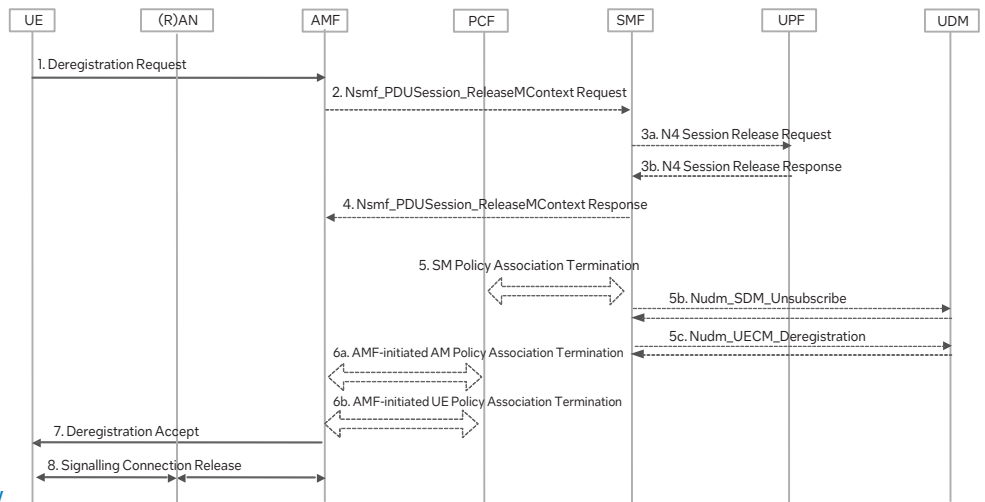 UE
(R)AN
AMF
PCF
SMF
UPF
UDM
1. Deregistration Request
2. Nsmf_PDUSession_ReleaseMContext Request
3a. N4 Session Release Request
3b. N4 Session Release Response
4. Nsmf_PDUSession_ReleaseMContext Response
5. SM Policy Association Termination
5b. Nudm_SDM_Unsubscribe
5c. Nudm_UECM_Deregistration
6a. AMF-initiated AM Policy Association Termination
6b. AMF-initiated UE Policy Association Termination
7. Deregistration Accept
8. Signalling Connection Release